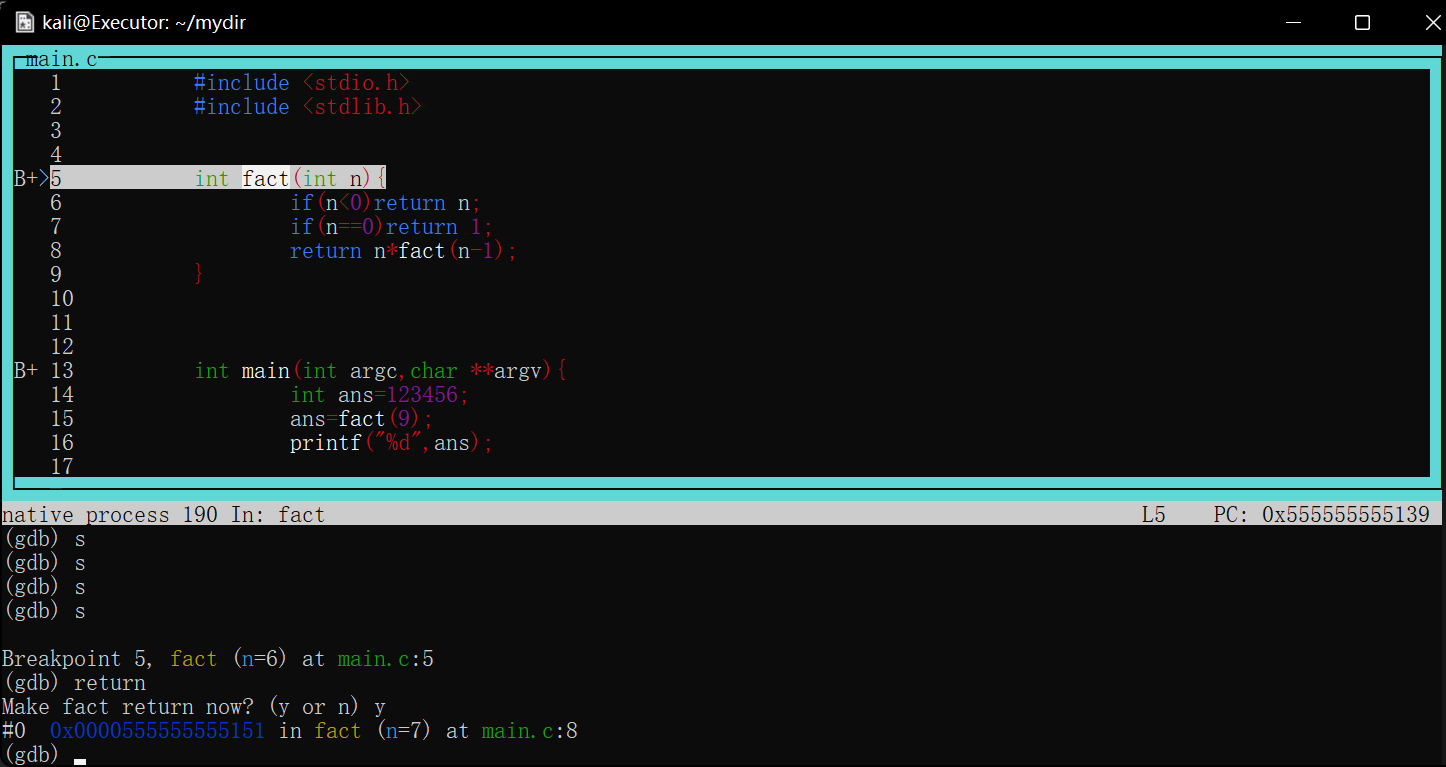 kali@Executor: ~/mydir
main.c
1 #include <stdio.h>
2 #include <stdlib.h>
3
4
B+>5 int fact(int n){
6 if(n<0)return n;
7 if(n==0)return 1;
8 return n*fact(n-1);
9 }
10
11
12
B+ 13 int main(int argc,char **argv){
14 int ans=123456;
15 ans=fact(9);
16 printf("%d",ans);
17
native process 190 In: fact L5 PC: 0x555555555139
(gdb) s
(gdb) s
(gdb) s
(gdb) s
Breakpoint 5, fact (n=6) at main.c:5
(gdb) return
Make fact return now? (y or n) y
#0 0x0000555555555151 in fact (n=7) at main.c:8
(gdb)